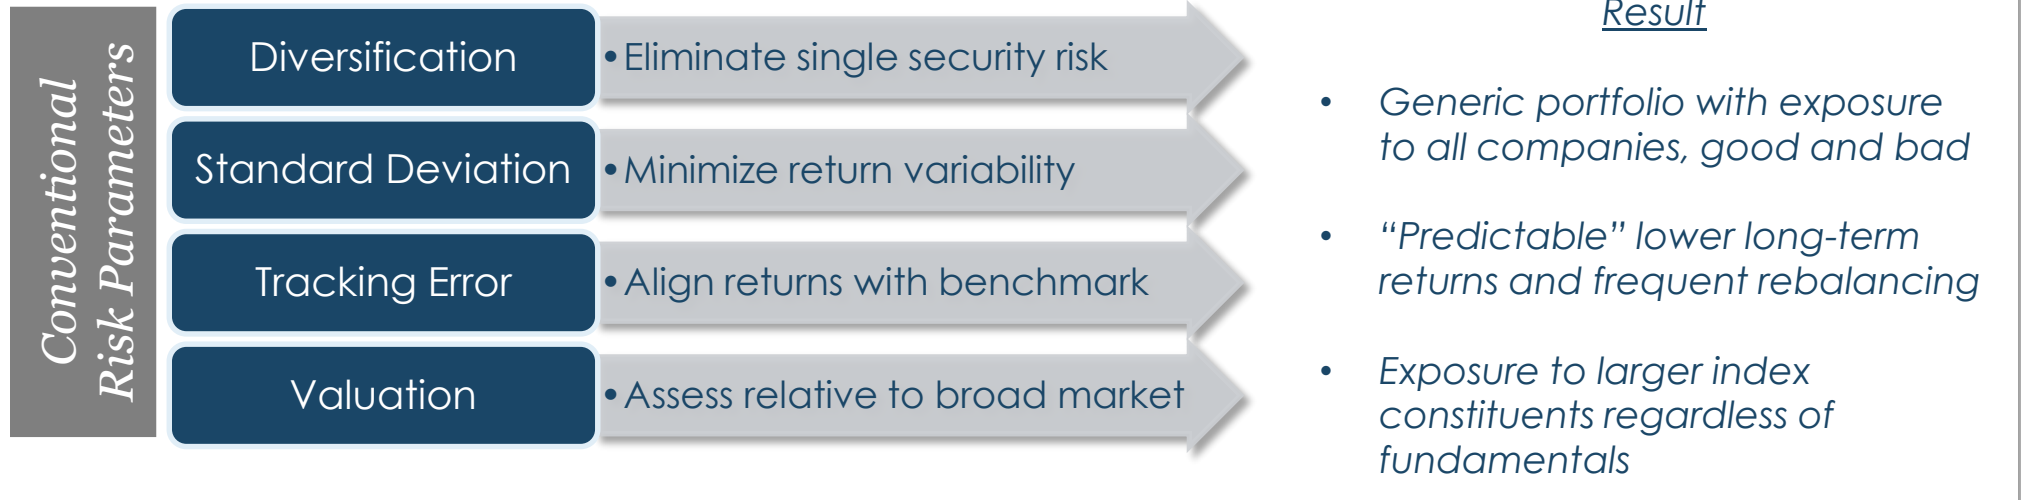 Conventional
Risk Parameters
Diversification
• Eliminate single security risk
Standard Deviation
• Minimize return variability
Tracking Error
• Align returns with benchmark
Valuation
• Assess relative to broad market
Result
• Generic portfolio with exposure
to all companies, good and bad
• “Predictable” lower long-term
returns and frequent rebalancing
• Exposure to larger index
constituents regardless of
fundamentals